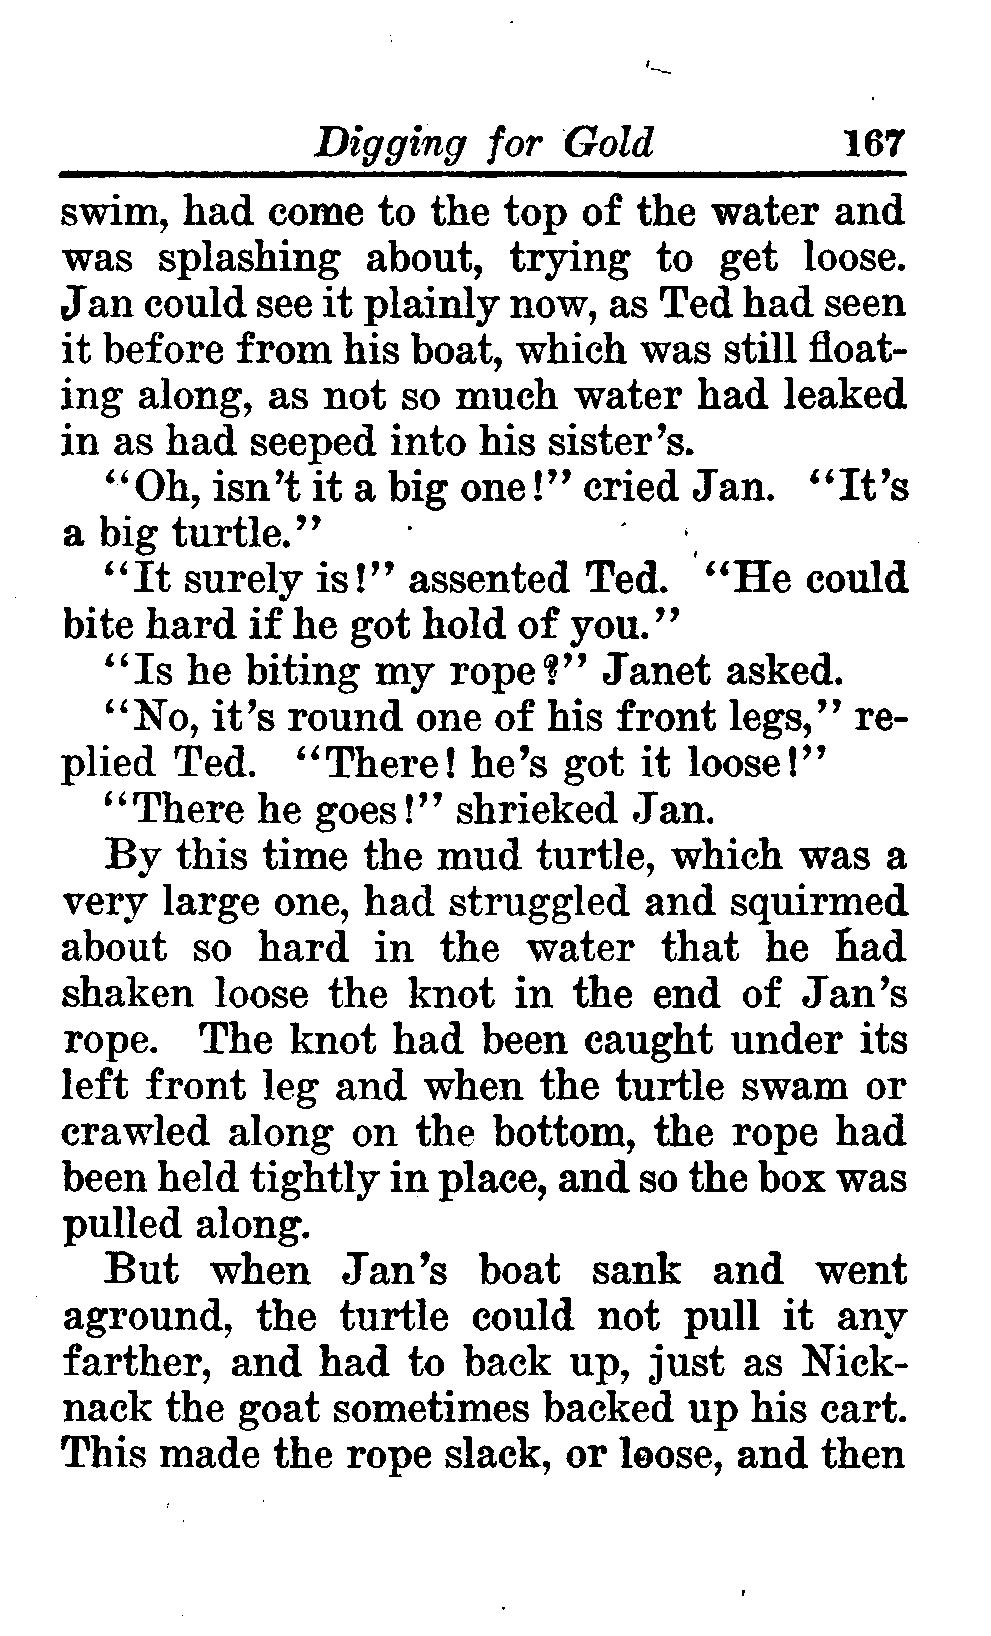 Digging for Gold 167
swim, had come to the top of the water and
was splashing about, trying to get loose.
Jan could see it plainly now, as Ted had seen
it before from his boat, which was still float-
ing along, as not so much water had leaked
in as had seeped into his sister's.
"Oh, isn't it a big one!" cried Jan. "It's
a big turtle."
"It surely is!" assented Ted. "He could
bite hard if he got hold of you."
"Is he biting my rope?" Janet asked.
"No, it's round one of his front legs," re-
plied Ted. "There! he's got it loose!"
"There he goes!" shrieked Jan.
By this time the mud turtle, which was a
very large one, had struggled and squirmed
about so hard in the water that he had
shaken loose the knot in the end of Jan's
rope. The knot had been caught under its
left front leg and when the turtle swam or
crawled along on the bottom, the rope had
been held tightly in place, and so the box was
pulled along.
But when Jan's boat sank and went
aground, the turtle could not pull it any
farther, and had to back up, just as Nick-
nack the goat sometimes backed up his cart.
This made the rope slack, or loose, and then